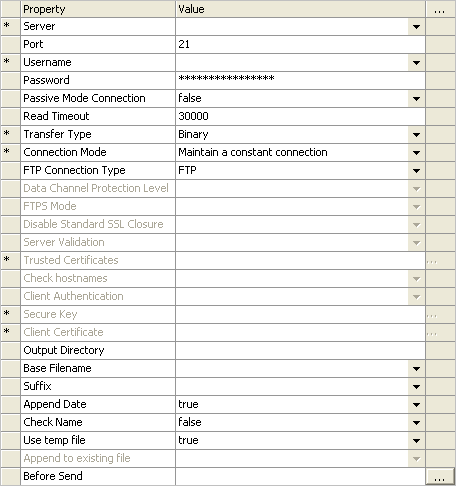 Property Value ...
* Server
Port 21
* Username
Password ****************
Passive Mode Connection false
Read Timeout 30000
* Transfer Type Binary
* Connection Mode Maintain a constant connection
FTP Connection Type FTP
Data Channel Protection Level
FTPS Mode
Disable Standard SSL Closure
Server Validation
* Trusted Certificates ...
Check hostnames
Client Authentication
* Secure Key ...
* Client Certificate ...
Output Directory
Base Filename
Suffix
Append Date true
Check Name false
Use temp file true
Append to existing file
Before Send ...